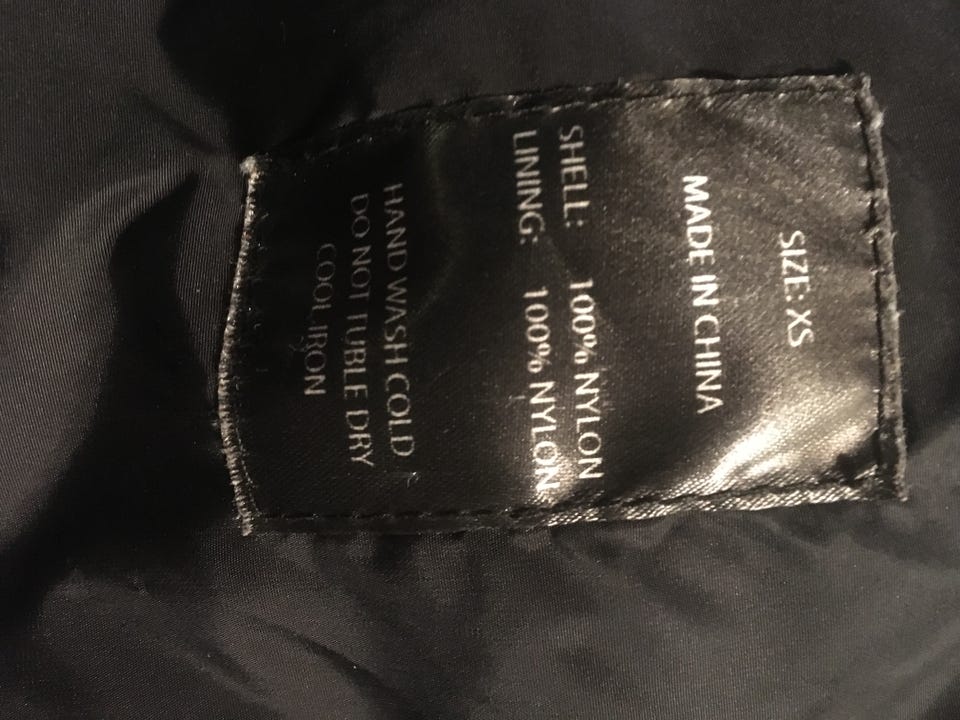 SIZE: XS
MADE IN CHINA
SHELL: 100% NYLON
LINING: 100% NYLON
HAND WASH COLD
DO NOT TUBLE DRY
COOL IRON